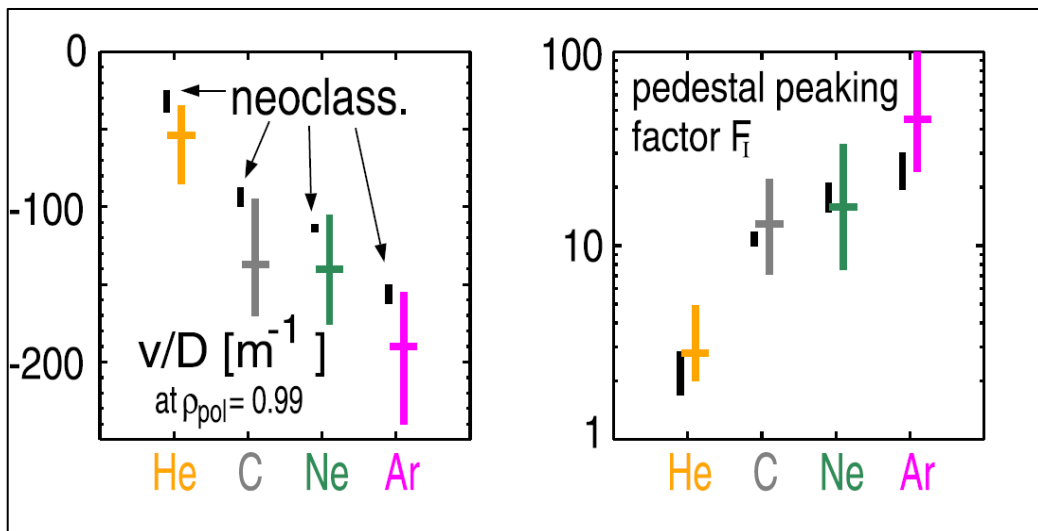 0
-100
-200
neoclass.
v/D [m⁻¹ ]
at ρpol = 0.99
He C Ne Ar
100
10
1
pedestal peaking
factor F_I
He C Ne Ar